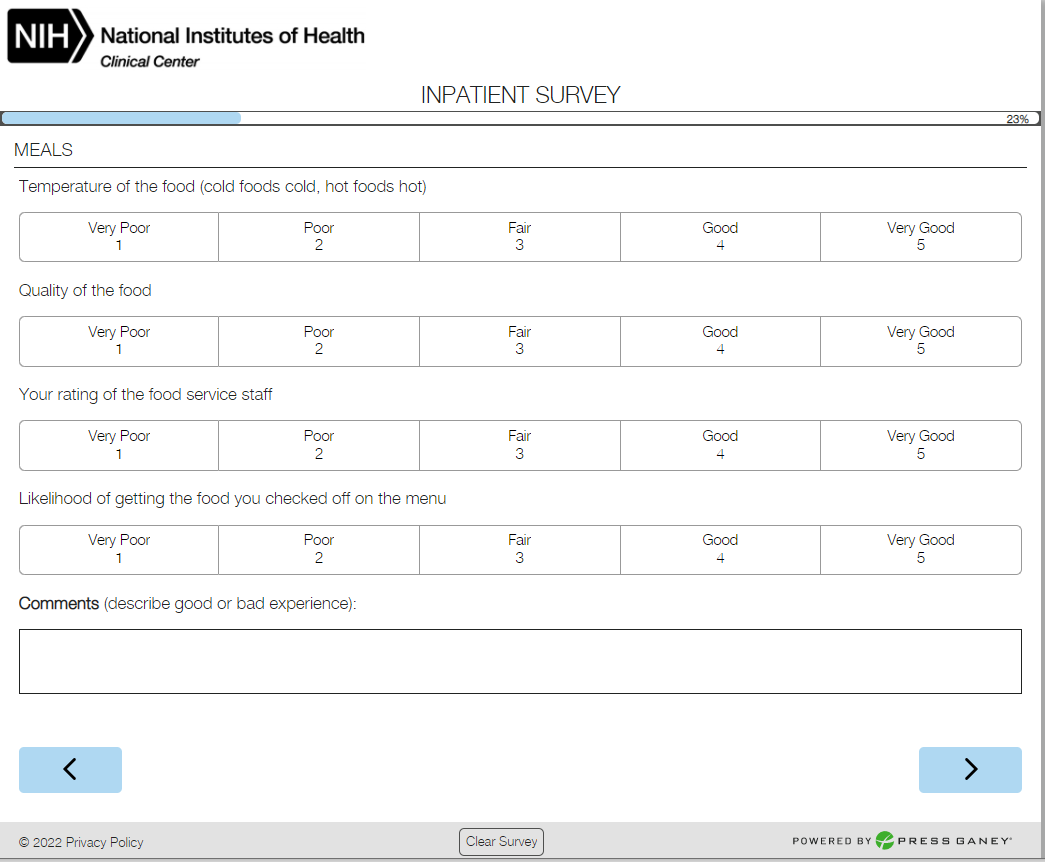 NIH National Institutes of Health
Clinical Center
INPATIENT SURVEY
23%
MEALS
Temperature of the food (cold foods cold, hot foods hot)
Very Poor Poor Fair Good Very Good
1 2 3 4 5
Quality of the food
Very Poor Poor Fair Good Very Good
1 2 3 4 5
Your rating of the food service staff
Very Poor Poor Fair Good Very Good
1 2 3 4 5
Likelihood of getting the food you checked off on the menu
Very Poor Poor Fair Good Very Good
1 2 3 4 5
Comments (describe good or bad experience):
© 2022 Privacy Policy Clear Survey POWERED BY PRESS GANEY